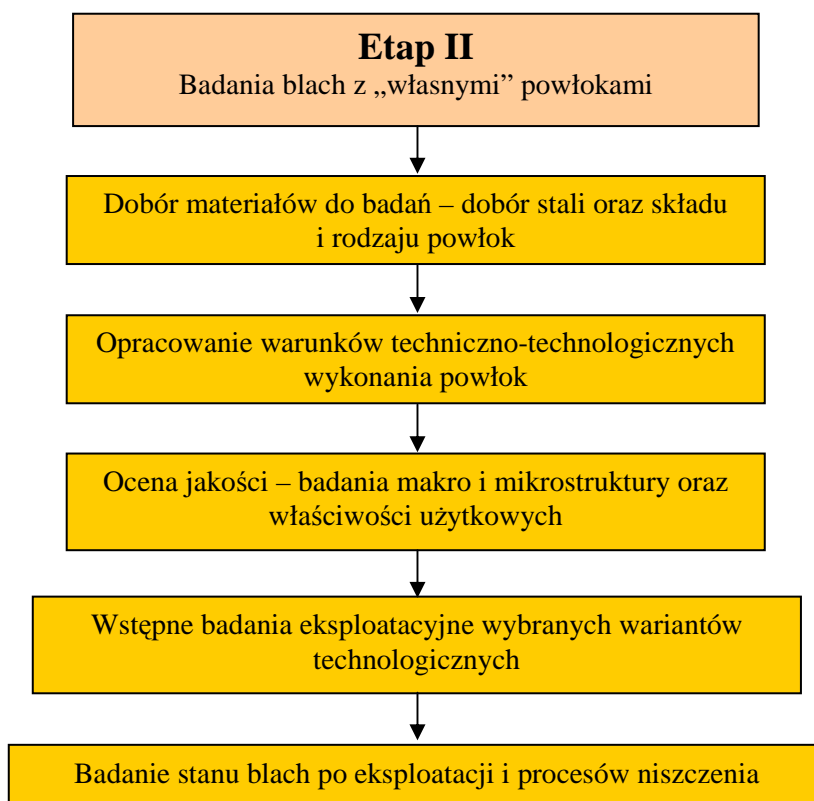 Etap II
Badania blach z „własnymi” powłokami
Dobór materiałów do badań – dobór stali oraz składu
i rodzaju powłok
Opracowanie warunków techniczno-technologicznych
wykonania powłok
Ocena jakości – badania makro i mikrostruktury oraz
właściwości użytkowych
Wstępne badania eksploatacyjne wybranych wariantów
technologicznych
Badanie stanu blach po eksploatacji i procesów niszczenia